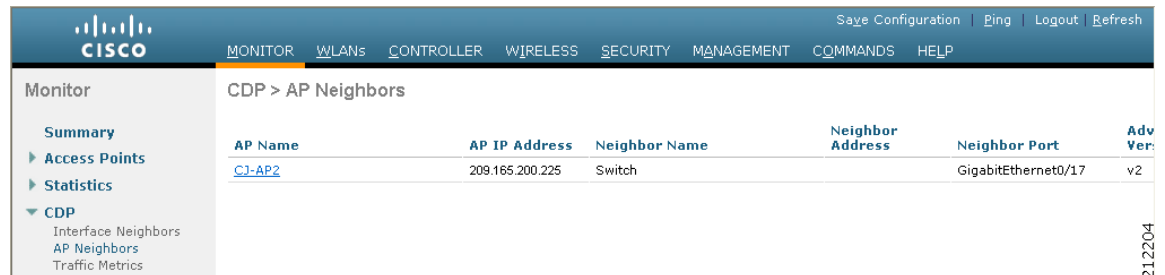 Save Configuration | Ping | Logout | Refresh
CISCO
MONITOR WLANs CONTROLLER WIRELESS SECURITY MANAGEMENT COMMANDS HELP
Monitor
CDP > AP Neighbors
Summary
Access Points
Statistics
CDP
Interface Neighbors
AP Neighbors
Traffic Metrics
AP Name AP IP Address Neighbor Name Neighbor Address Neighbor Port Adv Ver
CJ-AP2 209.165.200.225 Switch GigabitEthernet0/17 v2
212204